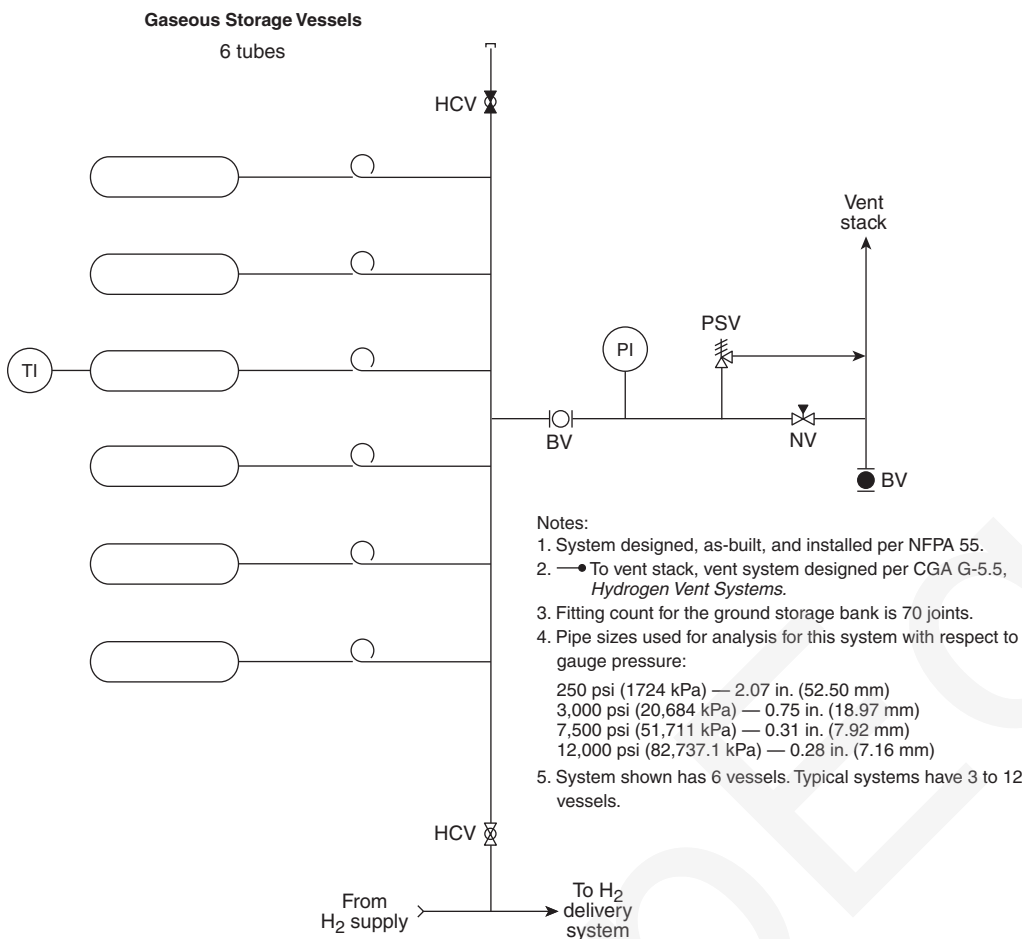 Gaseous Storage Vessels
6 tubes
HCV
Vent
stack
PSV
PI
TI
BV
NV
BV
Notes:
1. System designed, as-built, and installed per NFPA 55.
2. To vent stack, vent system designed per CGA G-5.5,
Hydrogen Vent Systems.
3. Fitting count for the ground storage bank is 70 joints.
4. Pipe sizes used for analysis for this system with respect to
gauge pressure:
250 psi (1724 kPa) — 2.07 in. (52.50 mm)
3,000 psi (20,684 kPa) — 0.75 in. (18.97 mm)
7,500 psi (51,711 kPa) — 0.31 in. (7.92 mm)
12,000 psi (82,737.1 kPa) — 0.28 in. (7.16 mm)
5. System shown has 6 vessels. Typical systems have 3 to 12
vessels.
HCV
From
H₂ supply
To H₂
delivery
system